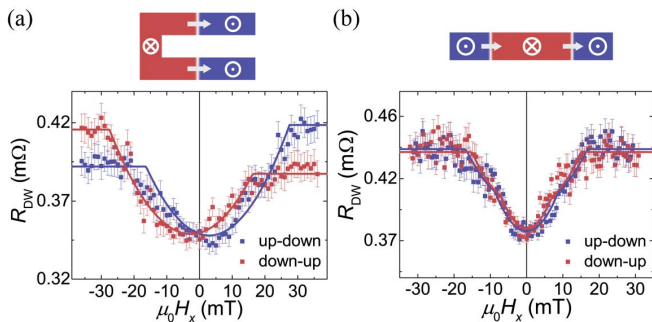 (a)
R_DW (mΩ)
0.42
0.37
0.32
-30 -20 -10 0 10 20 30
μ₀Hₓ (mT)
up-down
down-up
(b)
R_DW (mΩ)
0.46
0.44
0.37
-30 -20 -10 0 10 20 30
μ₀Hₓ (mT)
up-down
down-up